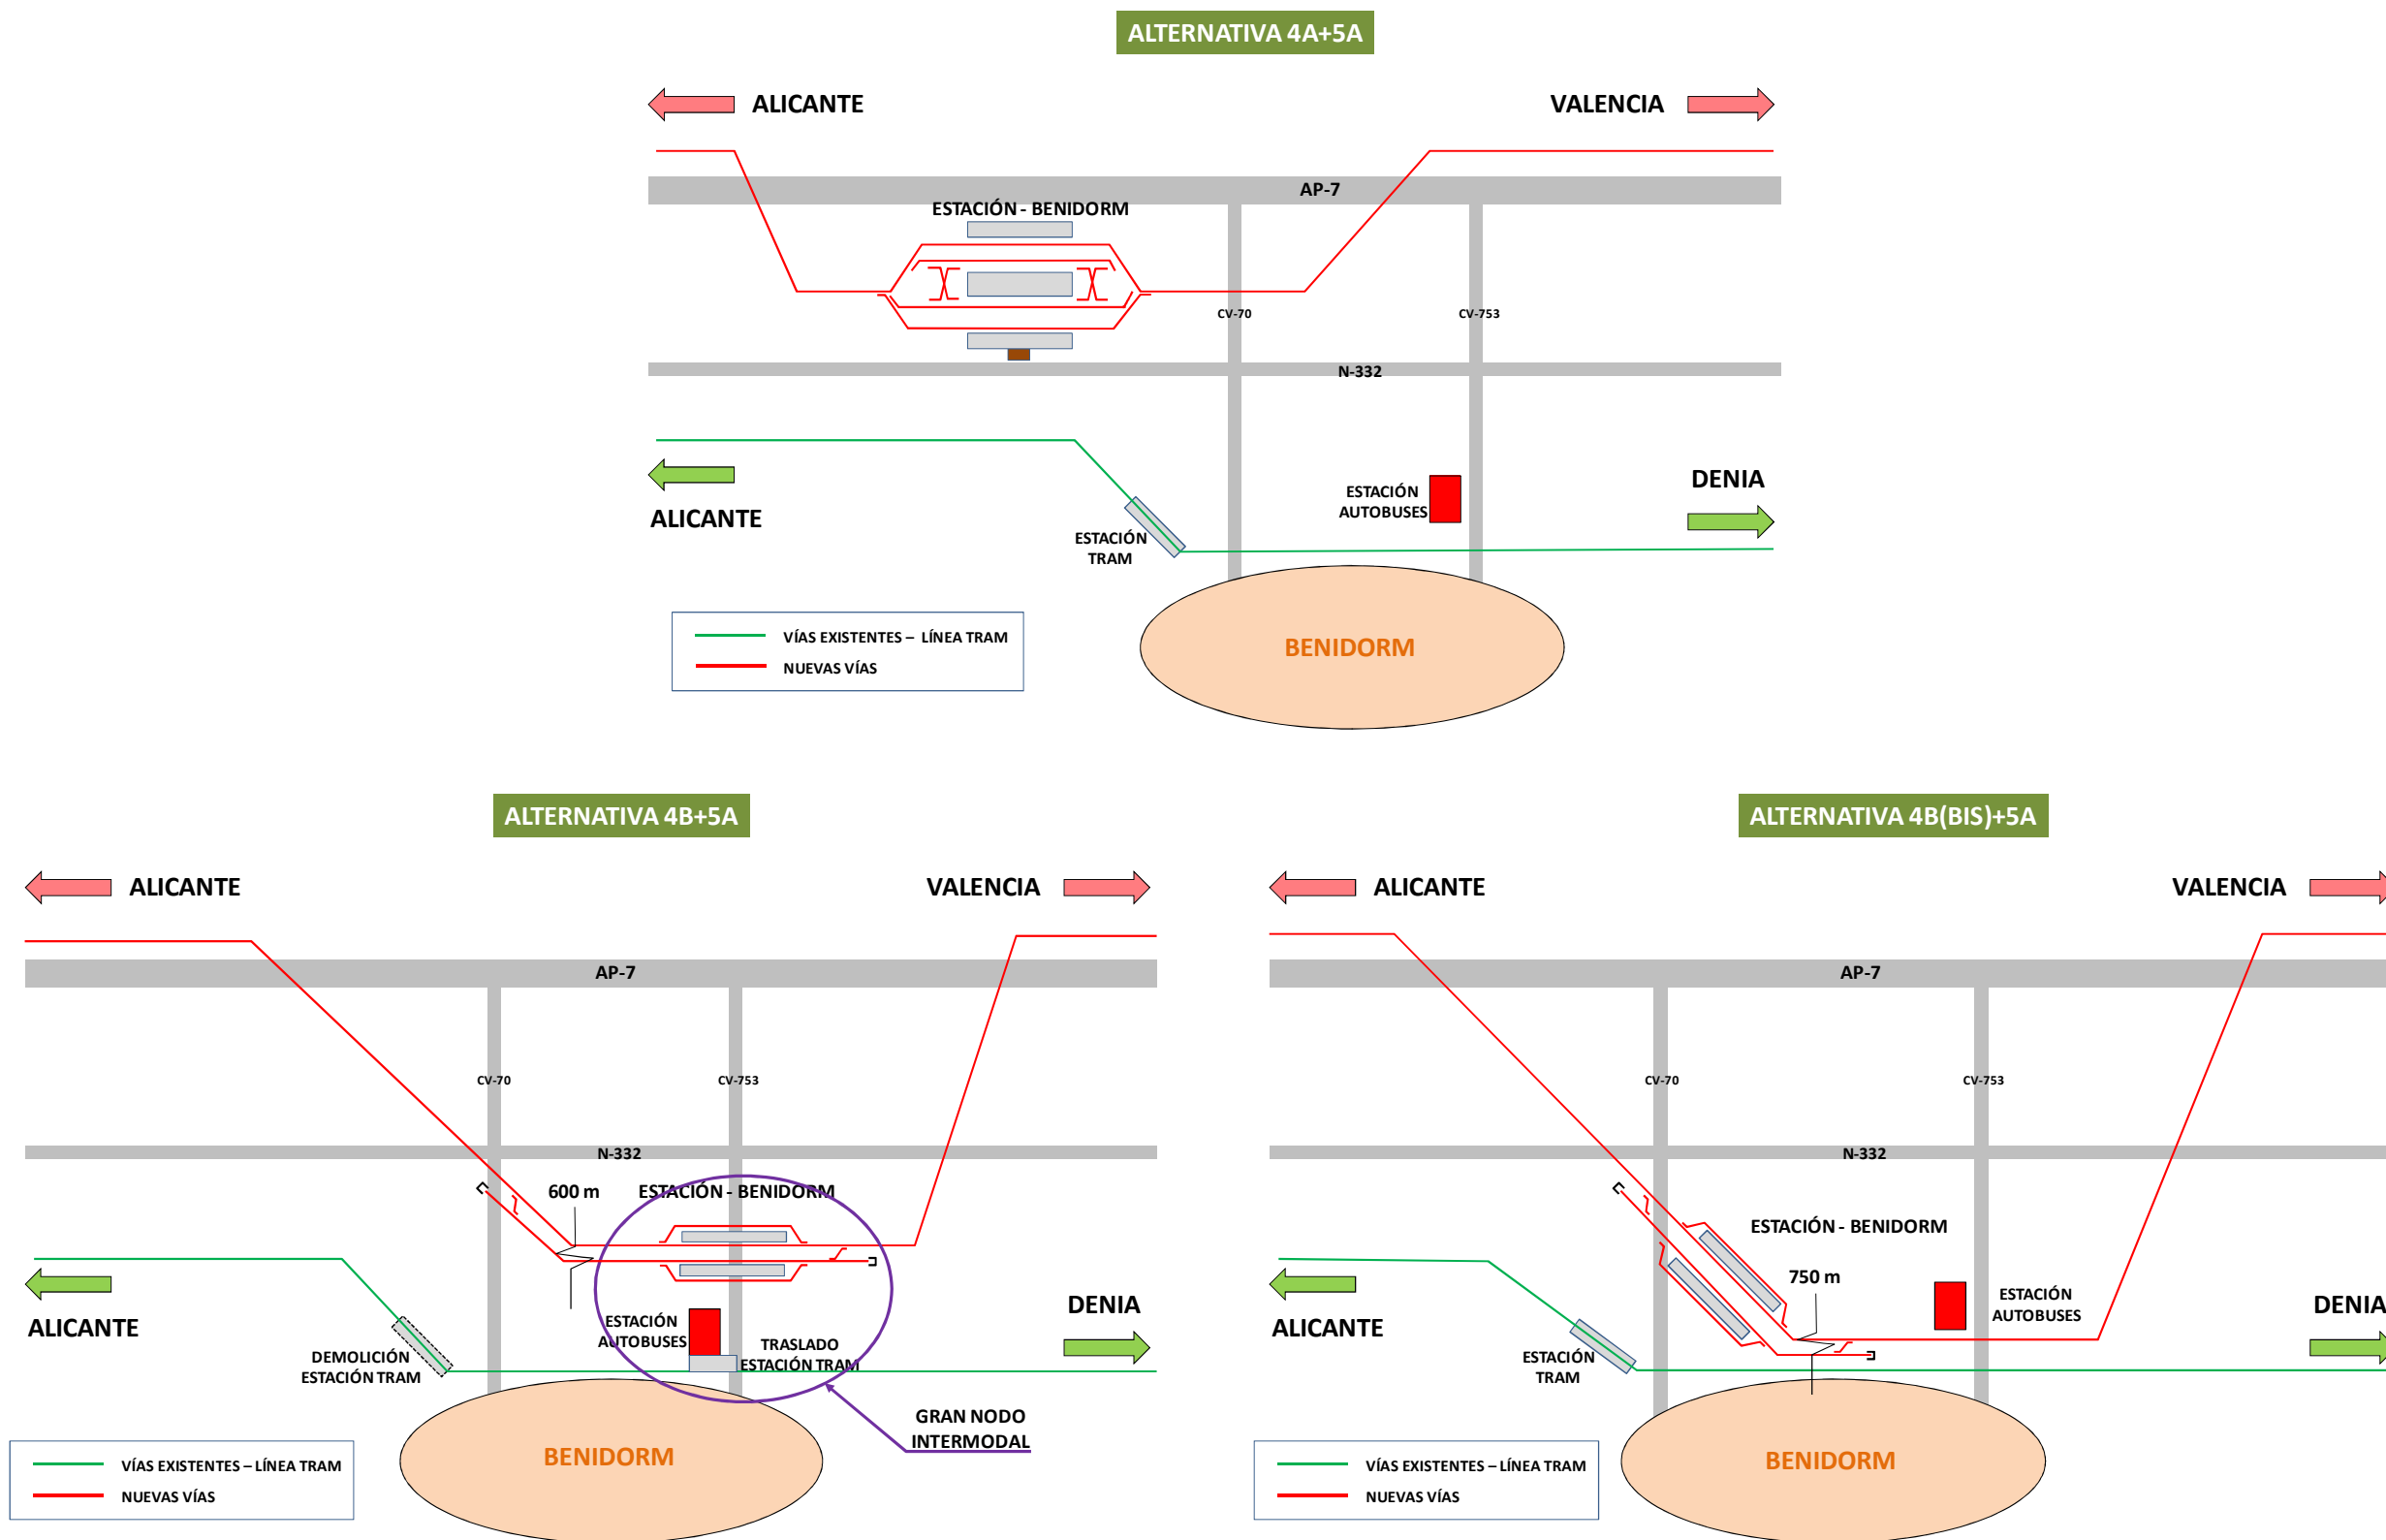 ALTERNATIVA 4A+5A
ALICANTE
VALENCIA
AP-7
ESTACIÓN - BENIDORM
CV-70
CV-753
N-332
ALICANTE
ESTACIÓN
AUTOBUSES
DENIA
ESTACIÓN
TRAM
VÍAS EXISTENTES – LÍNEA TRAM
NUEVAS VÍAS
BENIDORM
ALTERNATIVA 4B+5A
ALICANTE
VALENCIA
AP-7
CV-70
CV-753
N-332
600 m
ESTACIÓN - BENIDORM
ALICANTE
ESTACIÓN
AUTOBUSES
DENIA
DEMOLICIÓN
ESTACIÓN TRAM
TRASLADO
ESTACIÓN TRAM
GRAN NODO
INTERMODAL
BENIDORM
VÍAS EXISTENTES – LÍNEA TRAM
NUEVAS VÍAS
ALTERNATIVA 4B(BIS)+5A
ALICANTE
VALENCIA
AP-7
CV-70
CV-753
N-332
ESTACIÓN - BENIDORM
750 m
ALICANTE
ESTACIÓN
AUTOBUSES
DENIA
ESTACIÓN
TRAM
BENIDORM
VÍAS EXISTENTES – LÍNEA TRAM
NUEVAS VÍAS